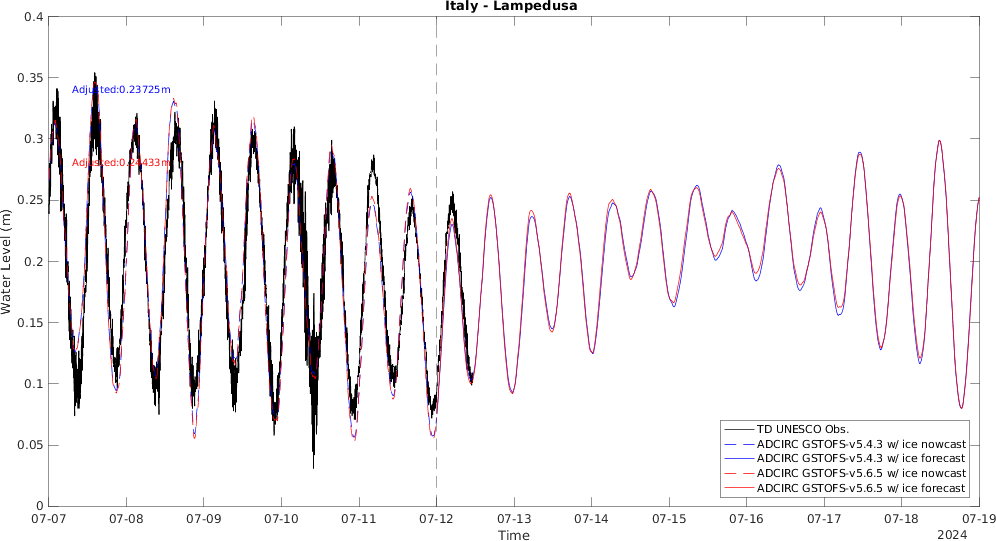 Italy - Lampedusa
0.4
0.35
0.3
0.25
0.2
0.15
0.1
0.05
0
Water Level (m)
Adjusted:0.23725m
Adjusted:0.24433m
TD UNESCO Obs.
ADCIRC GSTOFS-v5.4.3 w/ ice nowcast
ADCIRC GSTOFS-v5.4.3 w/ ice forecast
ADCIRC GSTOFS-v5.6.5 w/ ice nowcast
ADCIRC GSTOFS-v5.6.5 w/ ice forecast
07-07 07-08 07-09 07-10 07-11 07-12 07-13 07-14 07-15 07-16 07-17 07-18 07-19
Time
2024